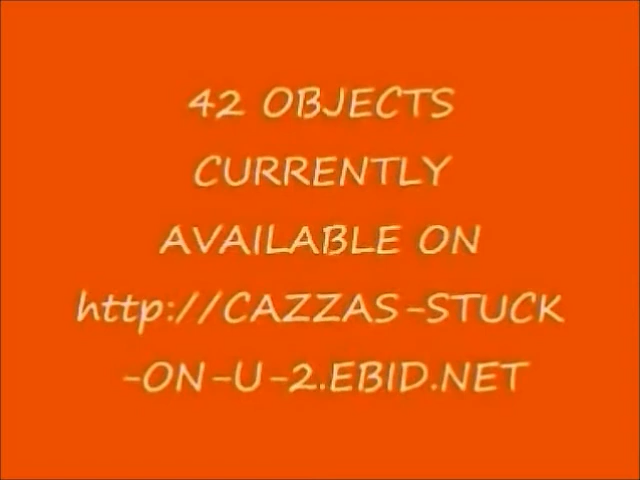 42 OBJECTS
CURRENTLY
AVAILABLE ON
http://CAZZAS-STUCK
-ON-U-2.EBID.NET